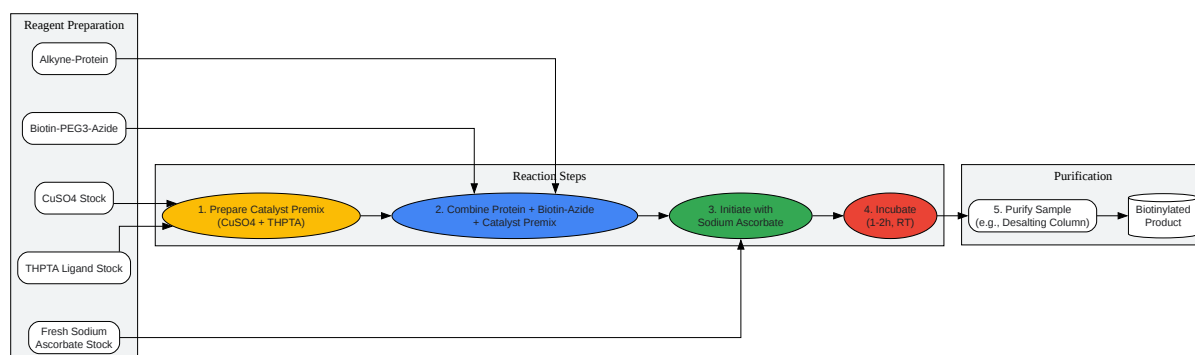 Reagent Preparation
Alkyne-Protein
Biotin-PEG3-Azide
CuSO4 Stock
THPTA Ligand Stock
Fresh Sodium
Ascorbate Stock
Reaction Steps
1. Prepare Catalyst Premix
(CuSO4 + THPTA)
2. Combine Protein + Biotin-Azide
+ Catalyst Premix
3. Initiate with
Sodium Ascorbate
4. Incubate
(1-2h, RT)
Purification
5. Purify Sample
(e.g., Desalting Column)
Biotinylated
Product